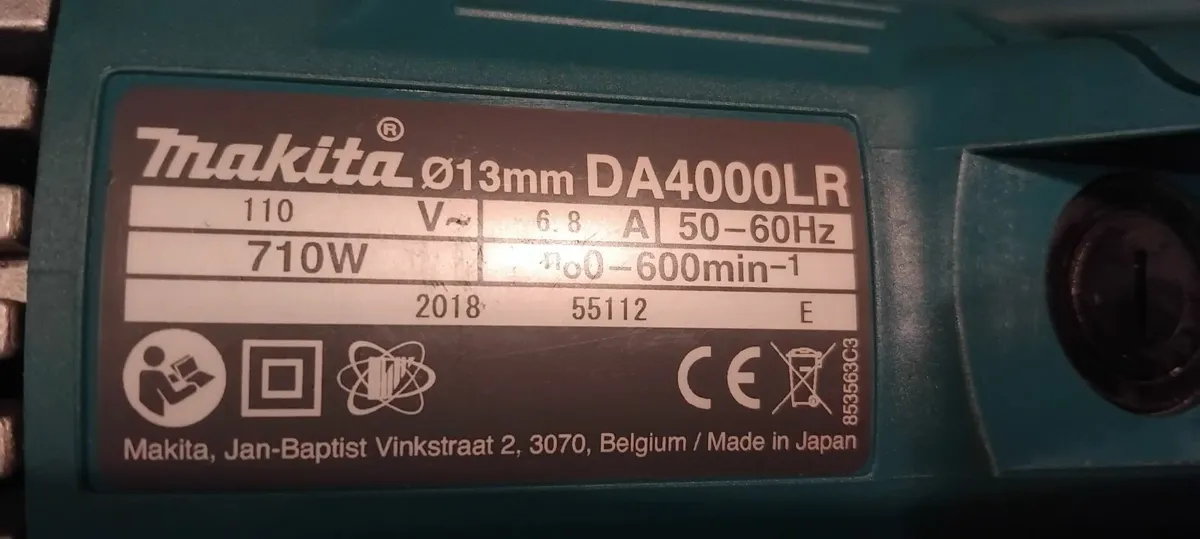 makita® Ø13mm DA4000LR
110 V~ 6.8 A 50-60Hz
710W n₀0-600min-1
2018 55112 E
CE
853563C3
Makita, Jan-Baptist Vinkstraat 2, 3070, Belgium / Made in Japan